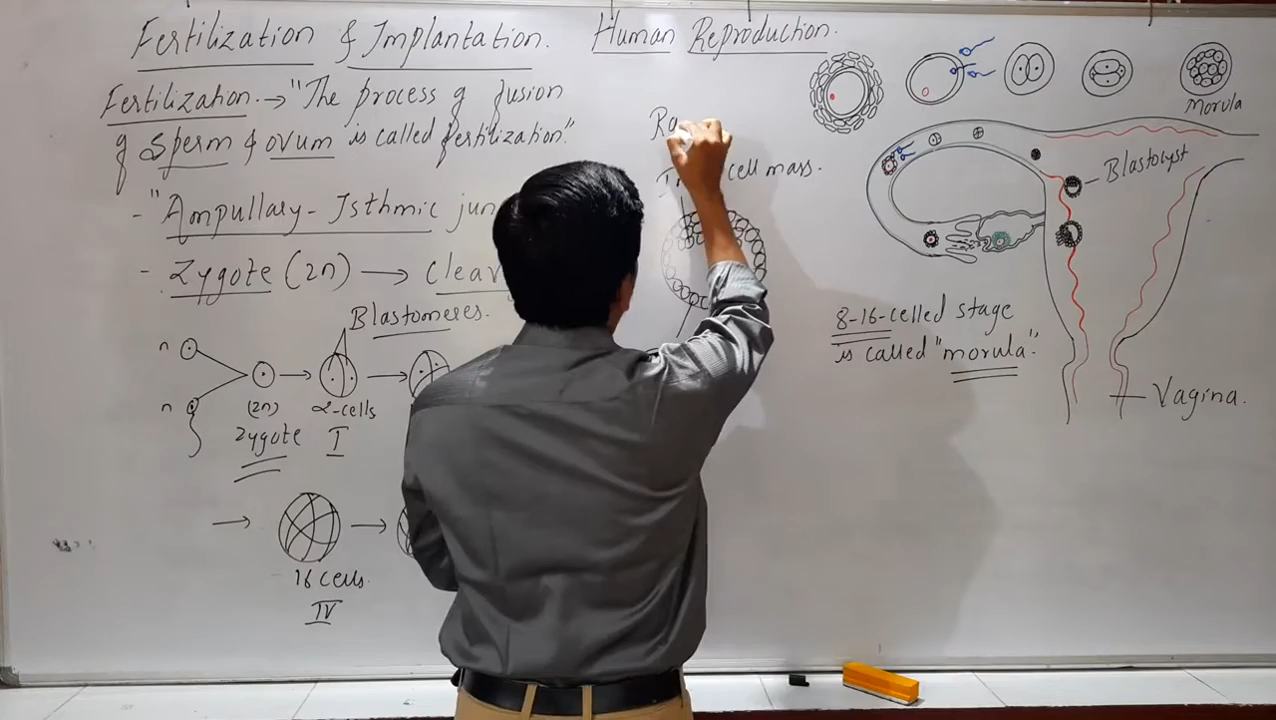 Fertilization & Implantation.
Human Reproduction.
Fertilization. → "The process of fusion
of sperm & ovum is called fertilization."
- "Ampullary - Isthmic
- Zygote (2n) →
Blastomeres.
n
n
(2n)
Zygote
2-cells
I
16 cells.
IV
cell mass.
Morula
Blastocyst
8-16-celled stage
is called "morula".
Vagina.